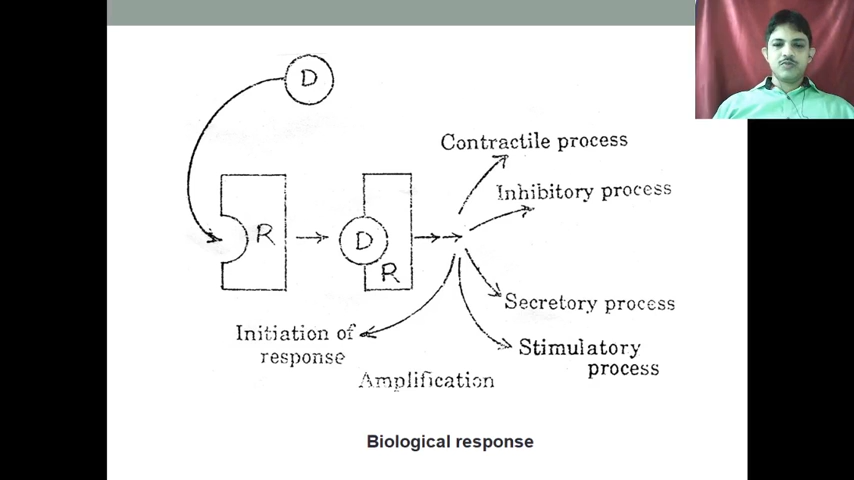 D
Contractile process
Inhibitory process
R
D
R
Secretory process
Initiation of
response
Stimulatory
process
Amplification
Biological response